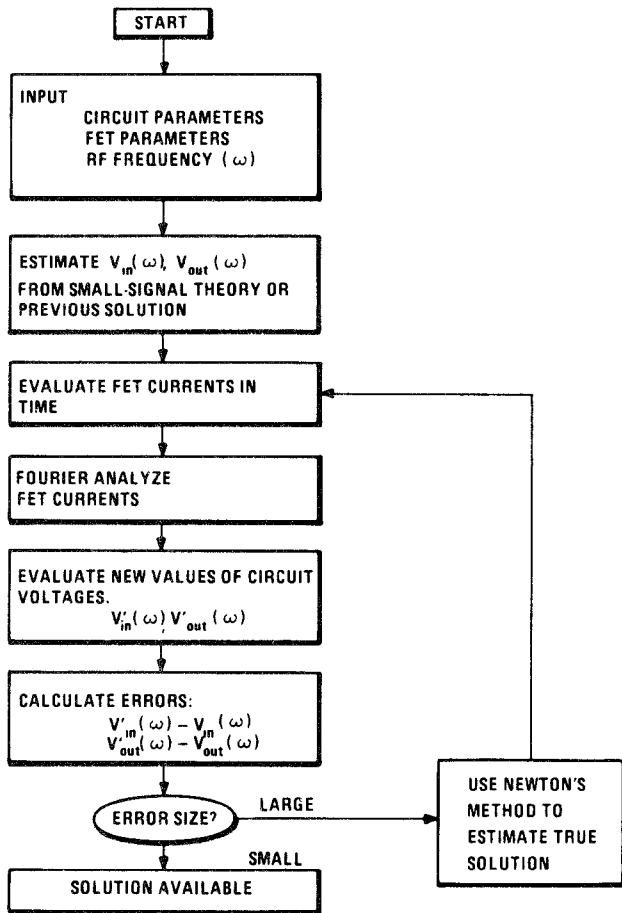 START
INPUT
CIRCUIT PARAMETERS
FET PARAMETERS
RF FREQUENCY (ω)
ESTIMATE V_in(ω), V_out(ω)
FROM SMALL-SIGNAL THEORY OR
PREVIOUS SOLUTION
EVALUATE FET CURRENTS IN
TIME
FOURIER ANALYZE
FET CURRENTS
EVALUATE NEW VALUES OF CIRCUIT
VOLTAGES.
V'_in(ω), V'_out(ω)
CALCULATE ERRORS:
V'_in(ω) – V_in(ω)
V'_out(ω) – V_out(ω)
ERROR SIZE?
LARGE
USE NEWTON'S
METHOD TO
ESTIMATE TRUE
SOLUTION
SMALL
SOLUTION AVAILABLE